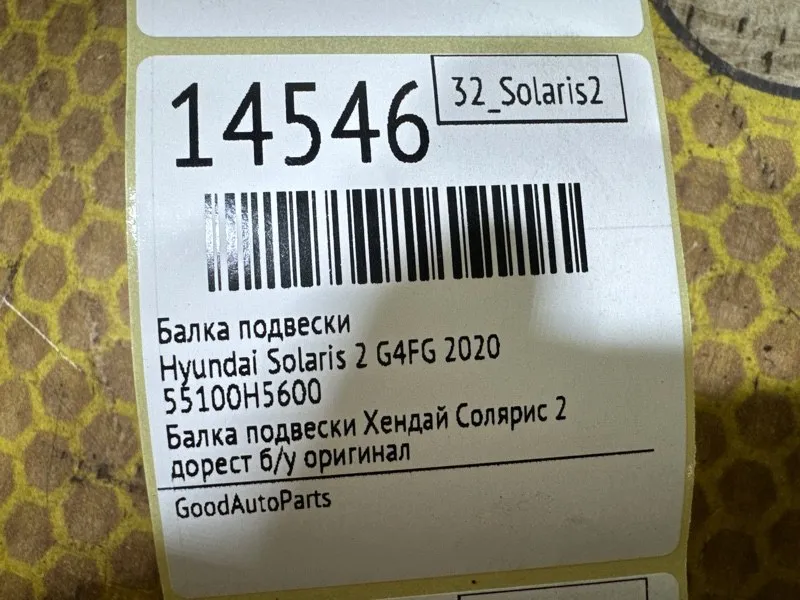 14546
32_Solaris2
Балка подвески
Hyundai Solaris 2 G4FG 2020
55100H5600
Балка подвески Хендай Солярис 2
дорест б/у оригинал
GoodAutoParts